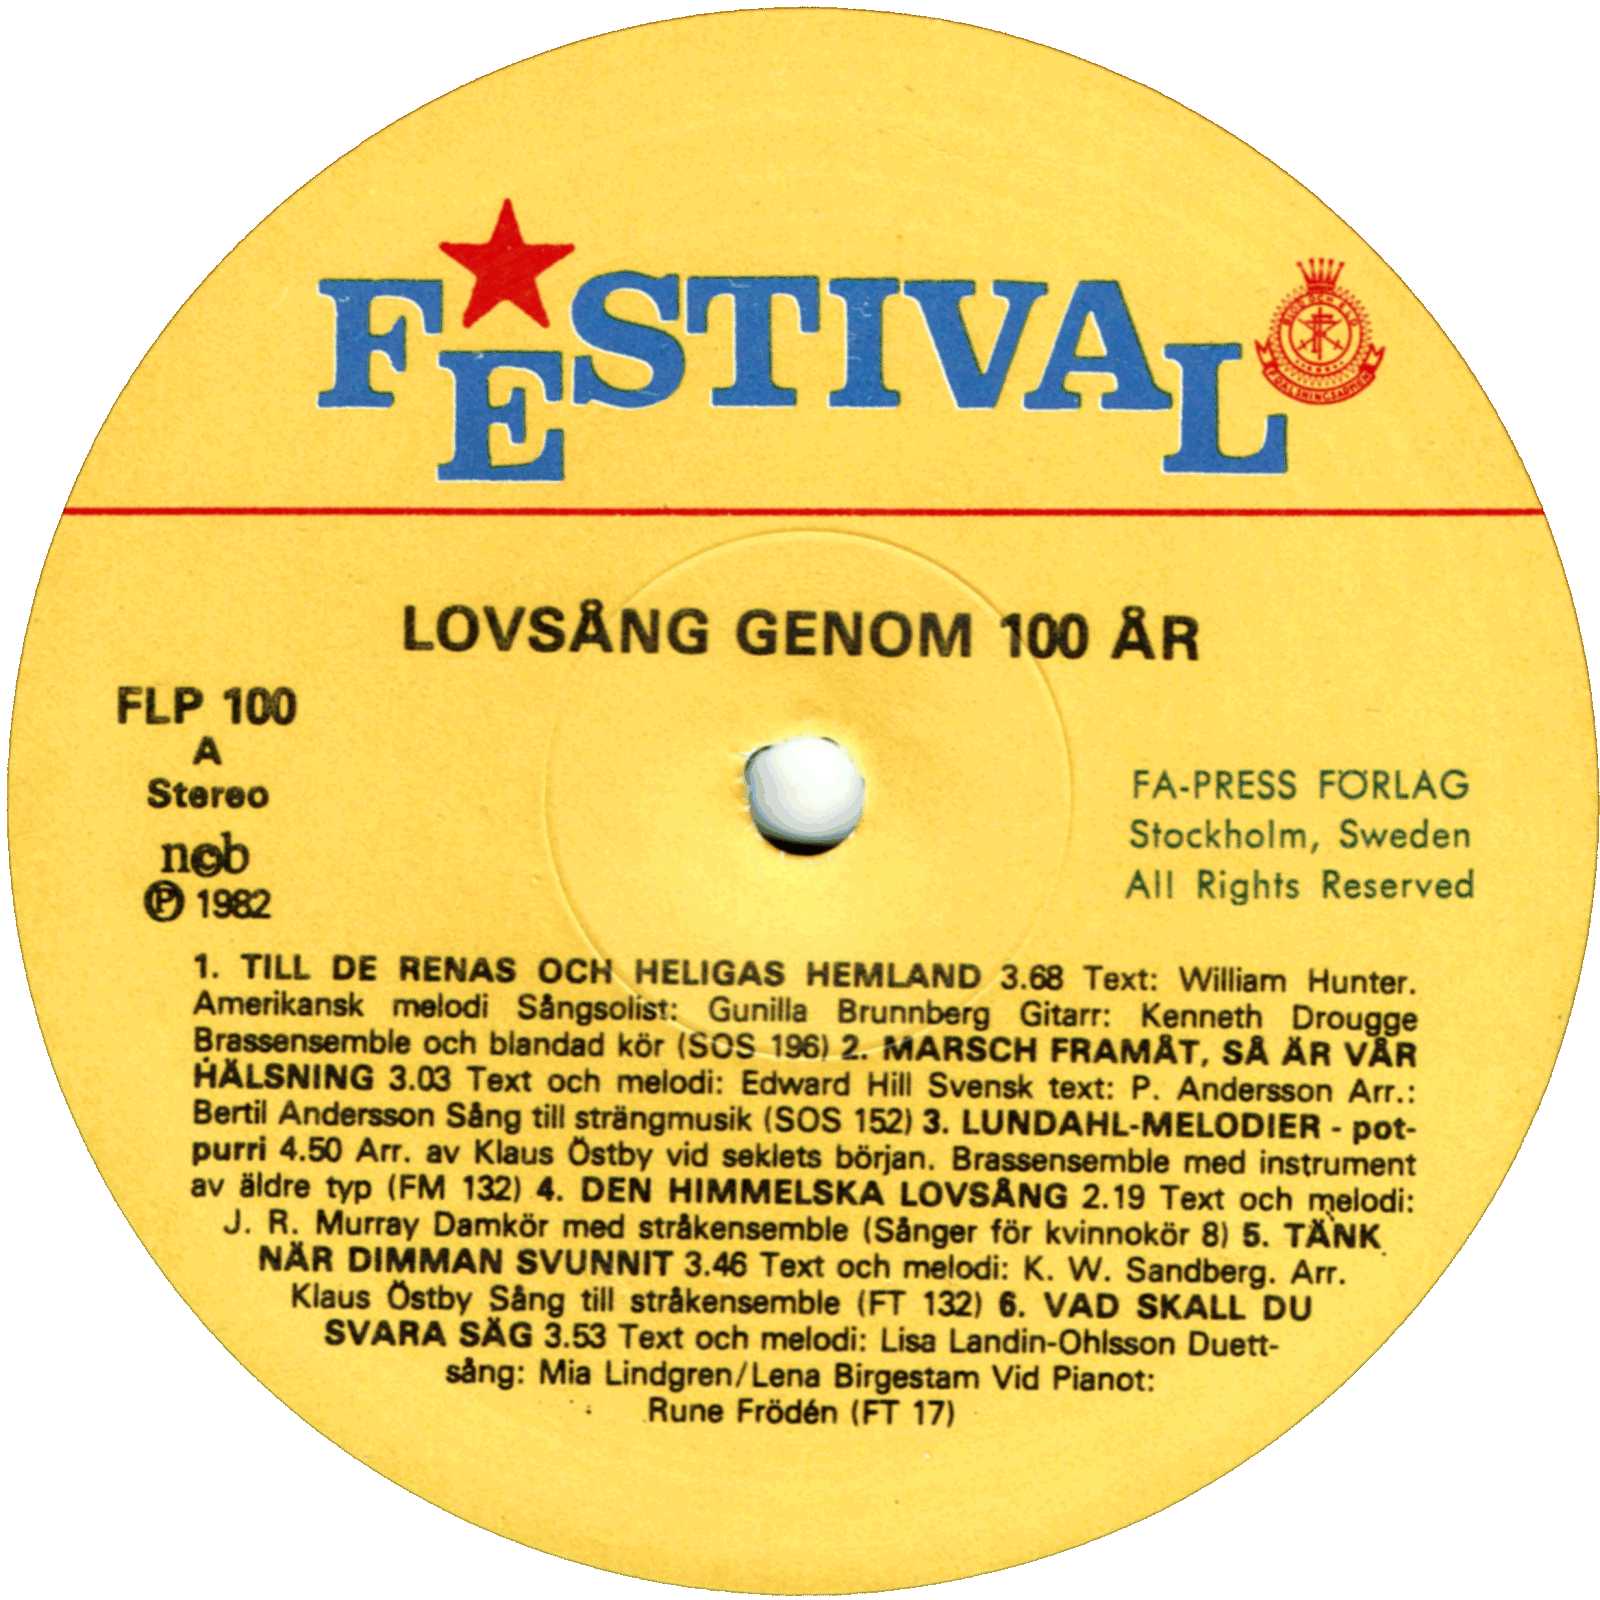 FESTIVAL
BLOD OCH ELD
FRÄLSNINGSARMÉN
LOVSÅNG GENOM 100 ÅR
FLP 100
A
Stereo
ncb
Ⓟ 1982
FA-PRESS FÖRLAG
Stockholm, Sweden
All Rights Reserved
1. TILL DE RENAS OCH HELIGAS HEMLAND 3.68 Text: William Hunter.
Amerikansk melodi Sångsolist: Gunilla Brunnberg Gitarr: Kenneth Drougge
Brassensemble och blandad kör (SOS 196) 2. MARSCH FRAMÅT, SÅ ÄR VÅR
HÄLSNING 3.03 Text och melodi: Edward Hill Svensk text: P. Andersson Arr.:
Bertil Andersson Sång till strängmusik (SOS 152) 3. LUNDAHL-MELODIER - pot-
purri 4.50 Arr. av Klaus Östby vid seklets början. Brassensemble med instrument
av äldre typ (FM 132) 4. DEN HIMMELSKA LOVSÅNG 2.19 Text och melodi:
J. R. Murray Damkör med stråkensemble (Sånger för kvinnokör 8) 5. TÄNK
NÄR DIMMAN SVUNNIT 3.46 Text och melodi: K. W. Sandberg. Arr.
Klaus Östby Sång till stråkensemble (FT 132) 6. VAD SKALL DU
SVARA SÄG 3.53 Text och melodi: Lisa Landin-Ohlsson Duett-
sång: Mia Lindgren/Lena Birgestam Vid Pianot:
Rune Frödén (FT 17)